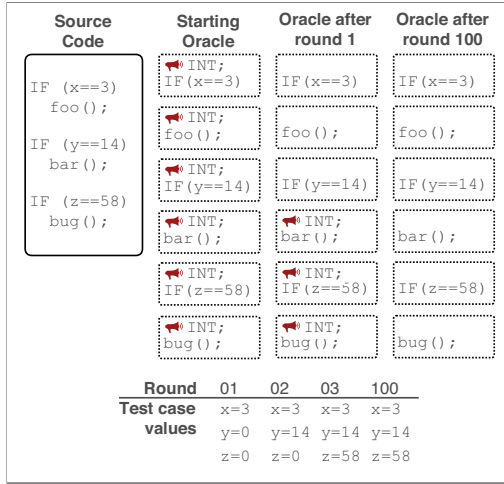 Source Code
IF (x==3)
foo();
IF (y==14)
bar();
IF (z==58)
bug();
Starting Oracle
INT;
IF(x==3)
INT;
foo();
INT;
IF(y==14)
INT;
bar();
INT;
IF(z==58)
INT;
bug();
Oracle after round 1
IF(x==3)
foo();
IF(y==14)
INT;
bar();
INT;
IF(z==58)
INT;
bug();
Oracle after round 100
IF(x==3)
foo();
IF(y==14)
bar();
IF(z==58)
bug();
Round 01 02 03 100
Test case x=3 x=3 x=3 x=3
values y=0 y=14 y=14 y=14
z=0 z=0 z=58 z=58